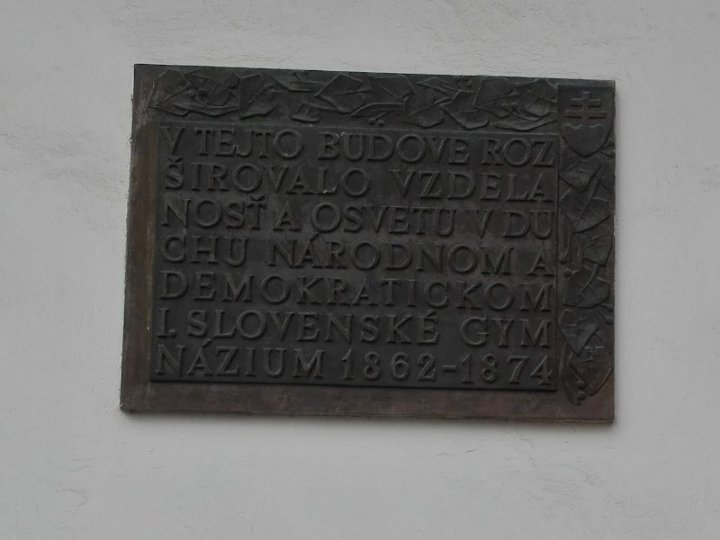 V TEJTO BUDOVE ROZ
ŠIROVALO VZDELA
NOSŤ A OSVETU V DU
CHU NÁRODNOM A
DEMOKRATICKOM
I. SLOVENSKÉ GYM
NÁZIUM 1862-1874